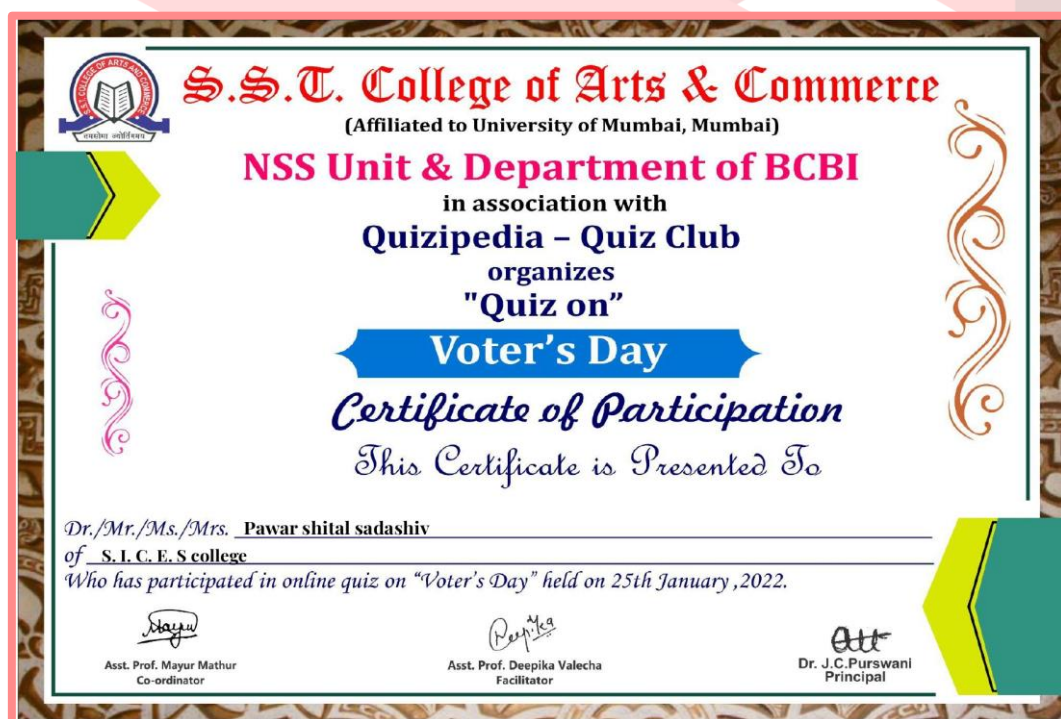 S.S.T. College of Arts & Commerce
(Affiliated to University of Mumbai, Mumbai)
NSS Unit & Department of BCBI
in association with
Quizipedia – Quiz Club
organizes
"Quiz on”
Voter’s Day
Certificate of Participation
This Certificate is Presented To
Dr./Mr./Ms./Mrs. Pawar shital sadashiv
of S. I. C. E. S college
Who has participated in online quiz on “Voter’s Day” held on 25th January ,2022.
Asst. Prof. Mayur Mathur
Co-ordinator
Asst. Prof. Deepika Valecha
Facilitator
Dr. J.C.Purswani
Principal